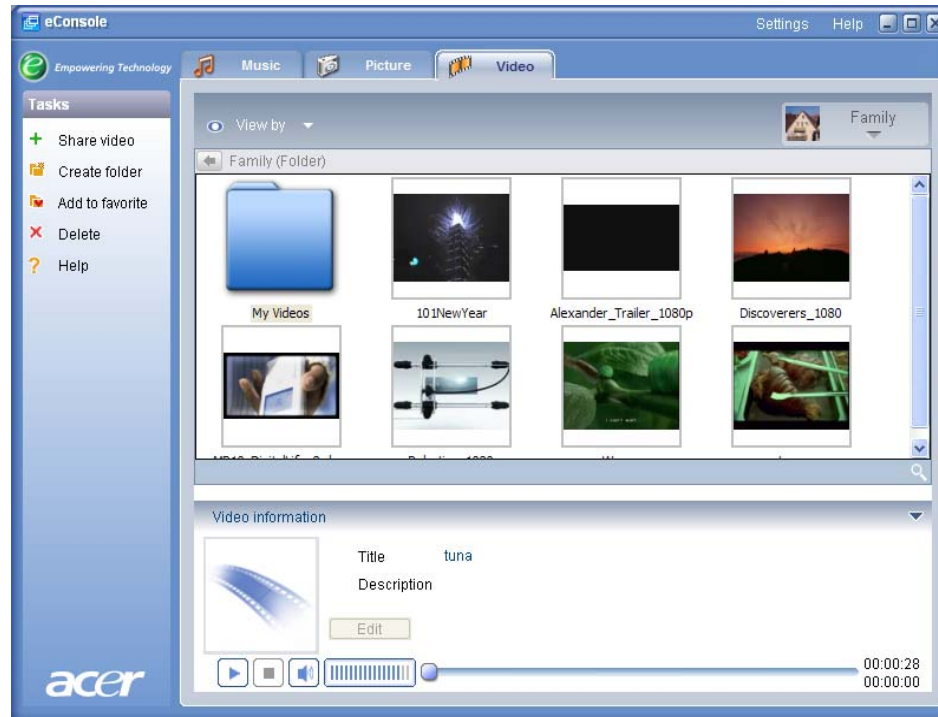 eConsole
Settings Help
Empowering Technology
Music Picture Video
Tasks
Share video
Create folder
Add to favorite
Delete
Help
View by
Family
Family (Folder)
My Videos 101NewYear Alexander_Trailer_1080p Discoverers_1080
Video information
Title tuna
Description
Edit
00:00:28
00:00:00
acer